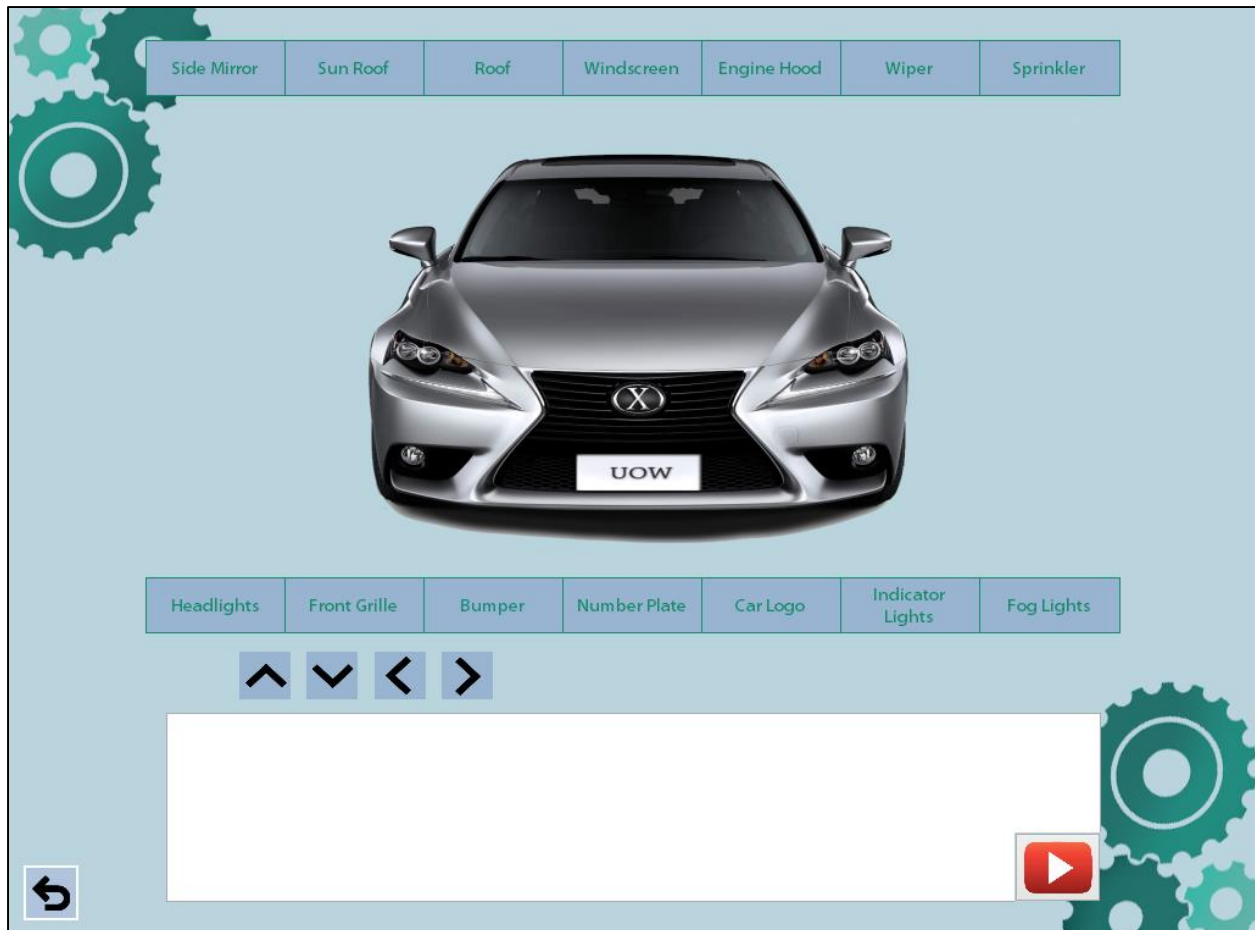 Side Mirror
Sun Roof
Roof
Windscreen
Engine Hood
Wiper
Sprinkler
X
UOW
Headlights
Front Grille
Bumper
Number Plate
Car Logo
Indicator
Lights
Fog Lights